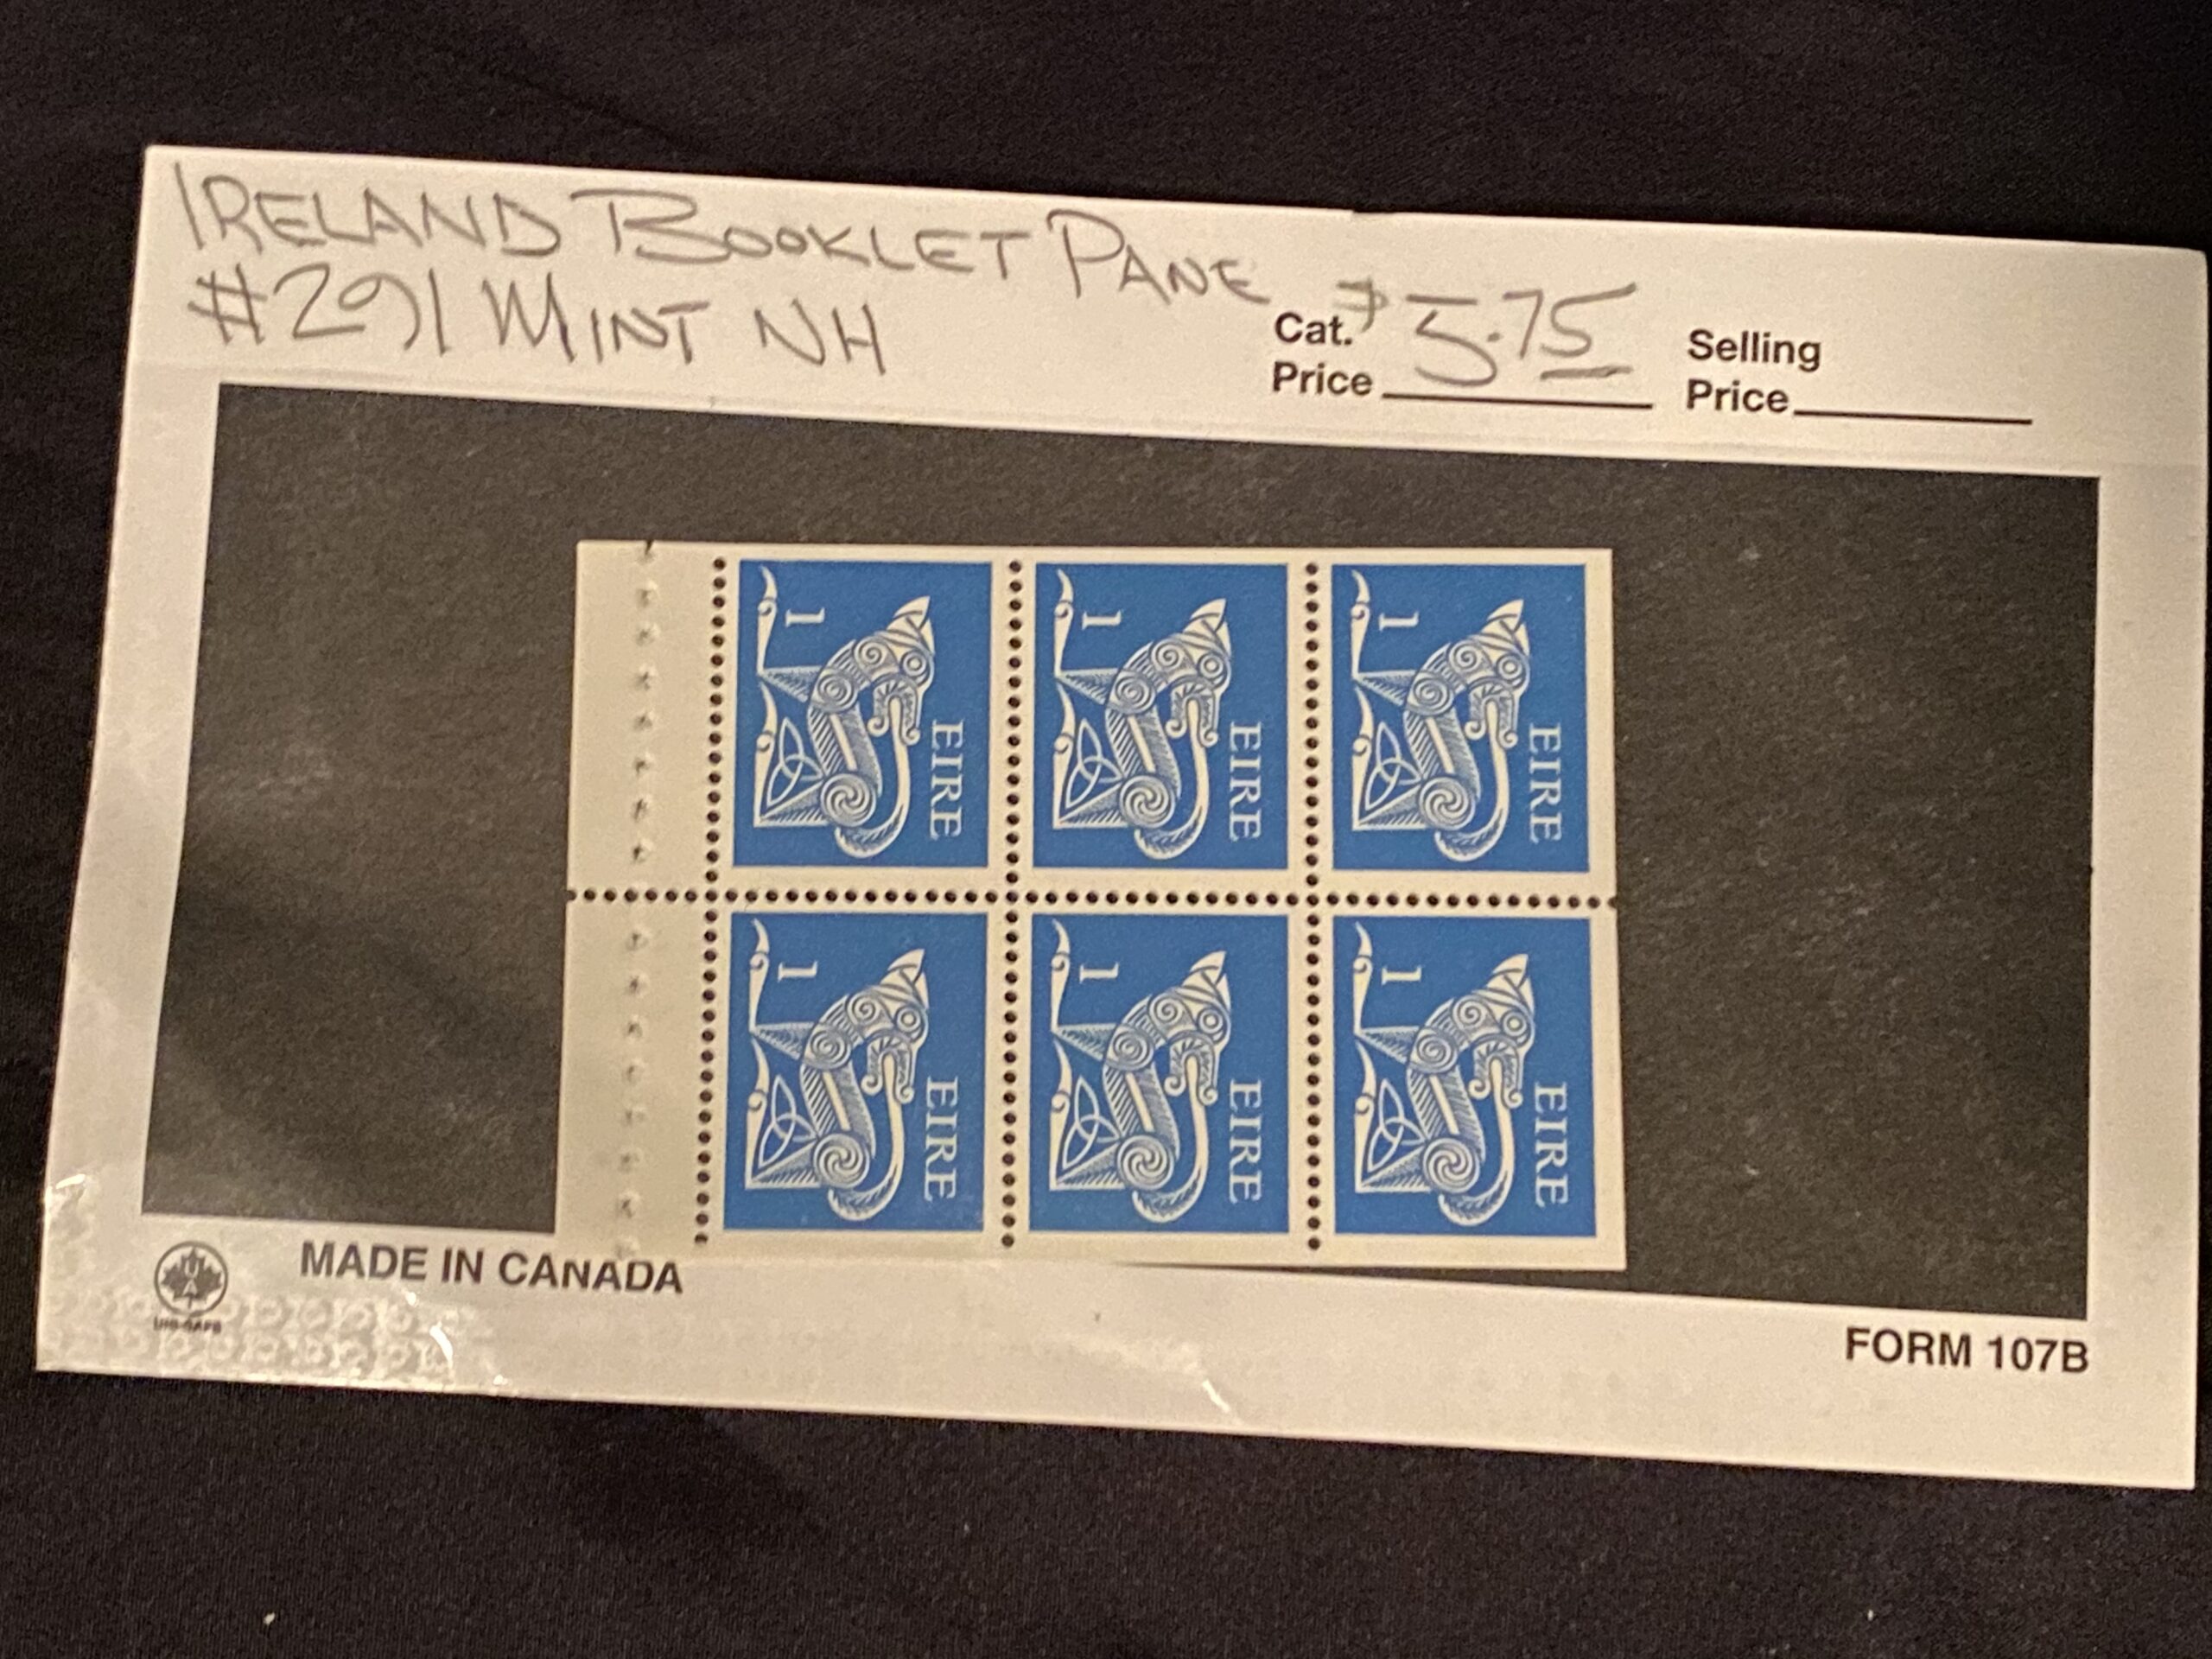 IRELAND BOOKLET PANE
#291 MINT NH
Cat. Price $5.75
Selling Price
1 EIRE
1 EIRE
1 EIRE
1 EIRE
1 EIRE
1 EIRE
MADE IN CANADA
FORM 107B